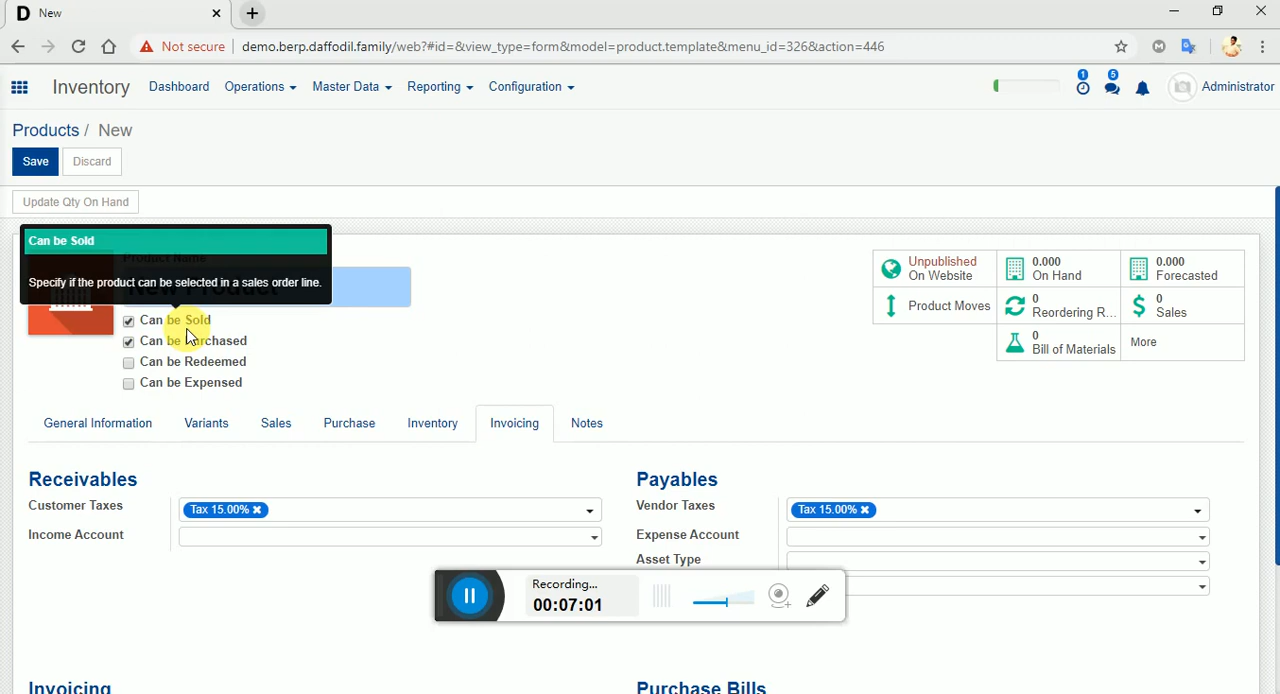 D New
Not secure demo.berp.daffodil.family/web?#id=&view_type=form&model=product.template&menu_id=326&action=446
M
Inventory Dashboard Operations Master Data Reporting Configuration 1 5 Administrator
Products / New
Save Discard
Update Qty On Hand
Can be Sold
Product Name
Specify if the product can be selected in a sales order line.
New Product
Unpublished On Website
0.000 On Hand
0.000 Forecasted
Product Moves
0 Reordering R...
0 Sales
0 Bill of Materials
More
Can be Sold
Can be Purchased
Can be Redeemed
Can be Expensed
General Information Variants Sales Purchase Inventory Invoicing Notes
Receivables
Customer Taxes Tax 15.00% ×
Income Account
Payables
Vendor Taxes Tax 15.00% ×
Expense Account
Asset Type
Recording...
00:07:01
Invoicing
Purchase Bills